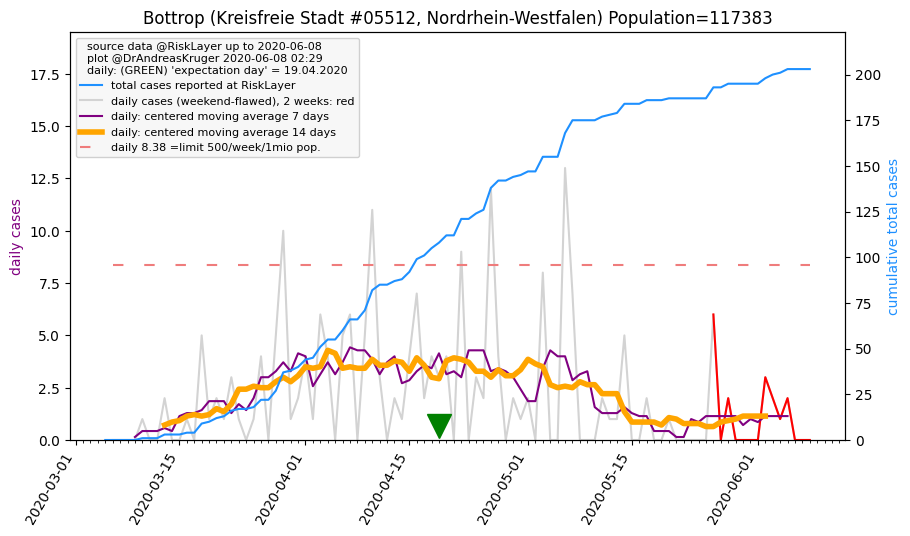 Bottrop (Kreisfreie Stadt #05512, Nordrhein-Westfalen) Population=117383
source data @RiskLayer up to 2020-06-08
plot @DrAndreasKruger 2020-06-08 02:29
daily: (GREEN) 'expectation day' = 19.04.2020
total cases reported at RiskLayer
daily cases (weekend-flawed), 2 weeks: red
daily: centered moving average 7 days
daily: centered moving average 14 days
daily 8.38 =limit 500/week/1mio pop.
daily cases
17.5
15.0
12.5
10.0
7.5
5.0
2.5
0.0
200
175
150
125
100
75
50
25
0
cumulative total cases
2020-03-01
2020-03-15
2020-04-01
2020-04-15
2020-05-01
2020-05-15
2020-06-01